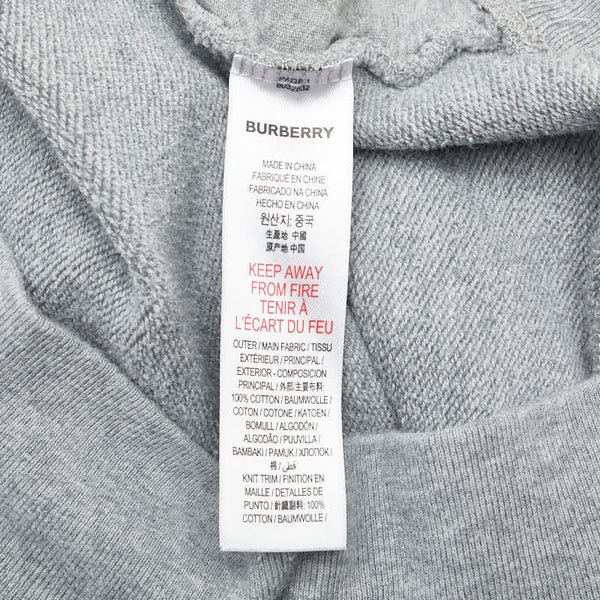 PAGE 1
8032832
BURBERRY
MADE IN CHINA
FABRIQUÉ EN CHINE
FABRICADO NA CHINA
HECHO EN CHINA
원산지: 중국
生產地 中國
原产地 中国
KEEP AWAY
FROM FIRE
TENIR À
L'ÉCART DU FEU
OUTER / MAIN FABRIC / TISSU
EXTÉRIEUR / PRINCIPAL /
EXTERIOR - COMPOSICION
PRINCIPAL / 外部/主要布料:
100% COTTON / BAUMWOLLE /
COTON / COTONE / KATOEN /
BOMULL / ALGODÓN /
ALGODÃO / PUUVILLA /
BAMBAKI / PAMUK / ХЛОПОК /
棉 / قطن /
KNIT TRIM / FINITION EN
MAILLE / DETALLES DE
PUNTO / 針織副料: 100%
COTTON / BAUMWOLLE /